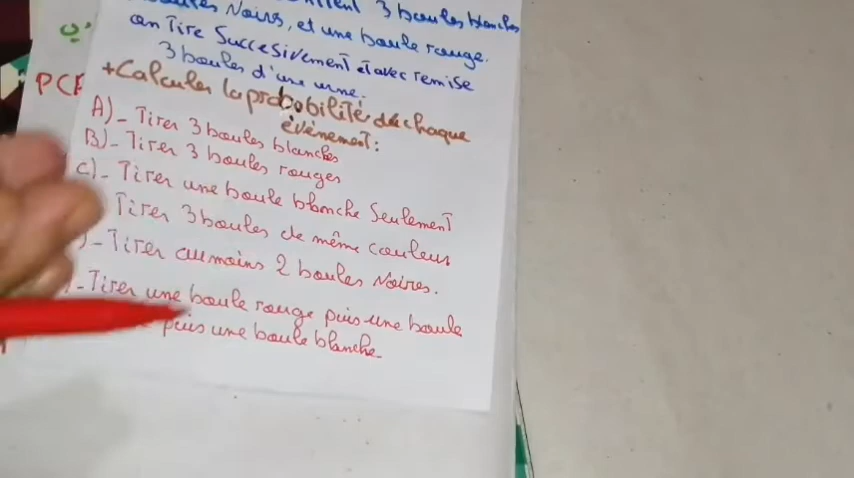 3 boules blanches
Noirs, et une boule rouge.
on Tire Succesivement et avec remise
3 boules d'une urne.
+ Calculer la probabilité de chaque
évènement :
A) - Tirer 3 boules blanches
B) - Tirer 3 boules rouges
C) - Tirer une boule blanche Seulement
Tirer 3 boules de même couleur
) - Tirer au moins 2 boules Noires.
) - Tirer une boule rouge puis une boule
puis une boule blanche.